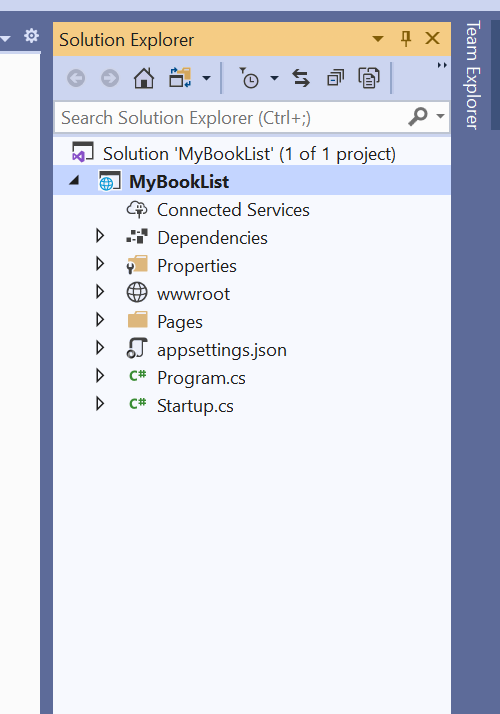 Solution Explorer
Team Explorer
Search Solution Explorer (Ctrl+;)
Solution 'MyBookList' (1 of 1 project)
MyBookList
Connected Services
Dependencies
Properties
wwwroot
Pages
appsettings.json
C# Program.cs
C# Startup.cs